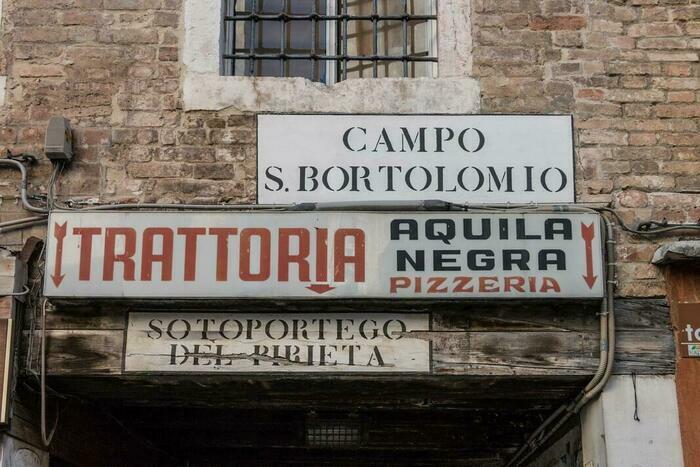 CAMPO
S. BORTOLOMIO
TRATTORIA
AQUILA
NEGRA
PIZZERIA
SOTOPORTEGO
DEL PIRIETA